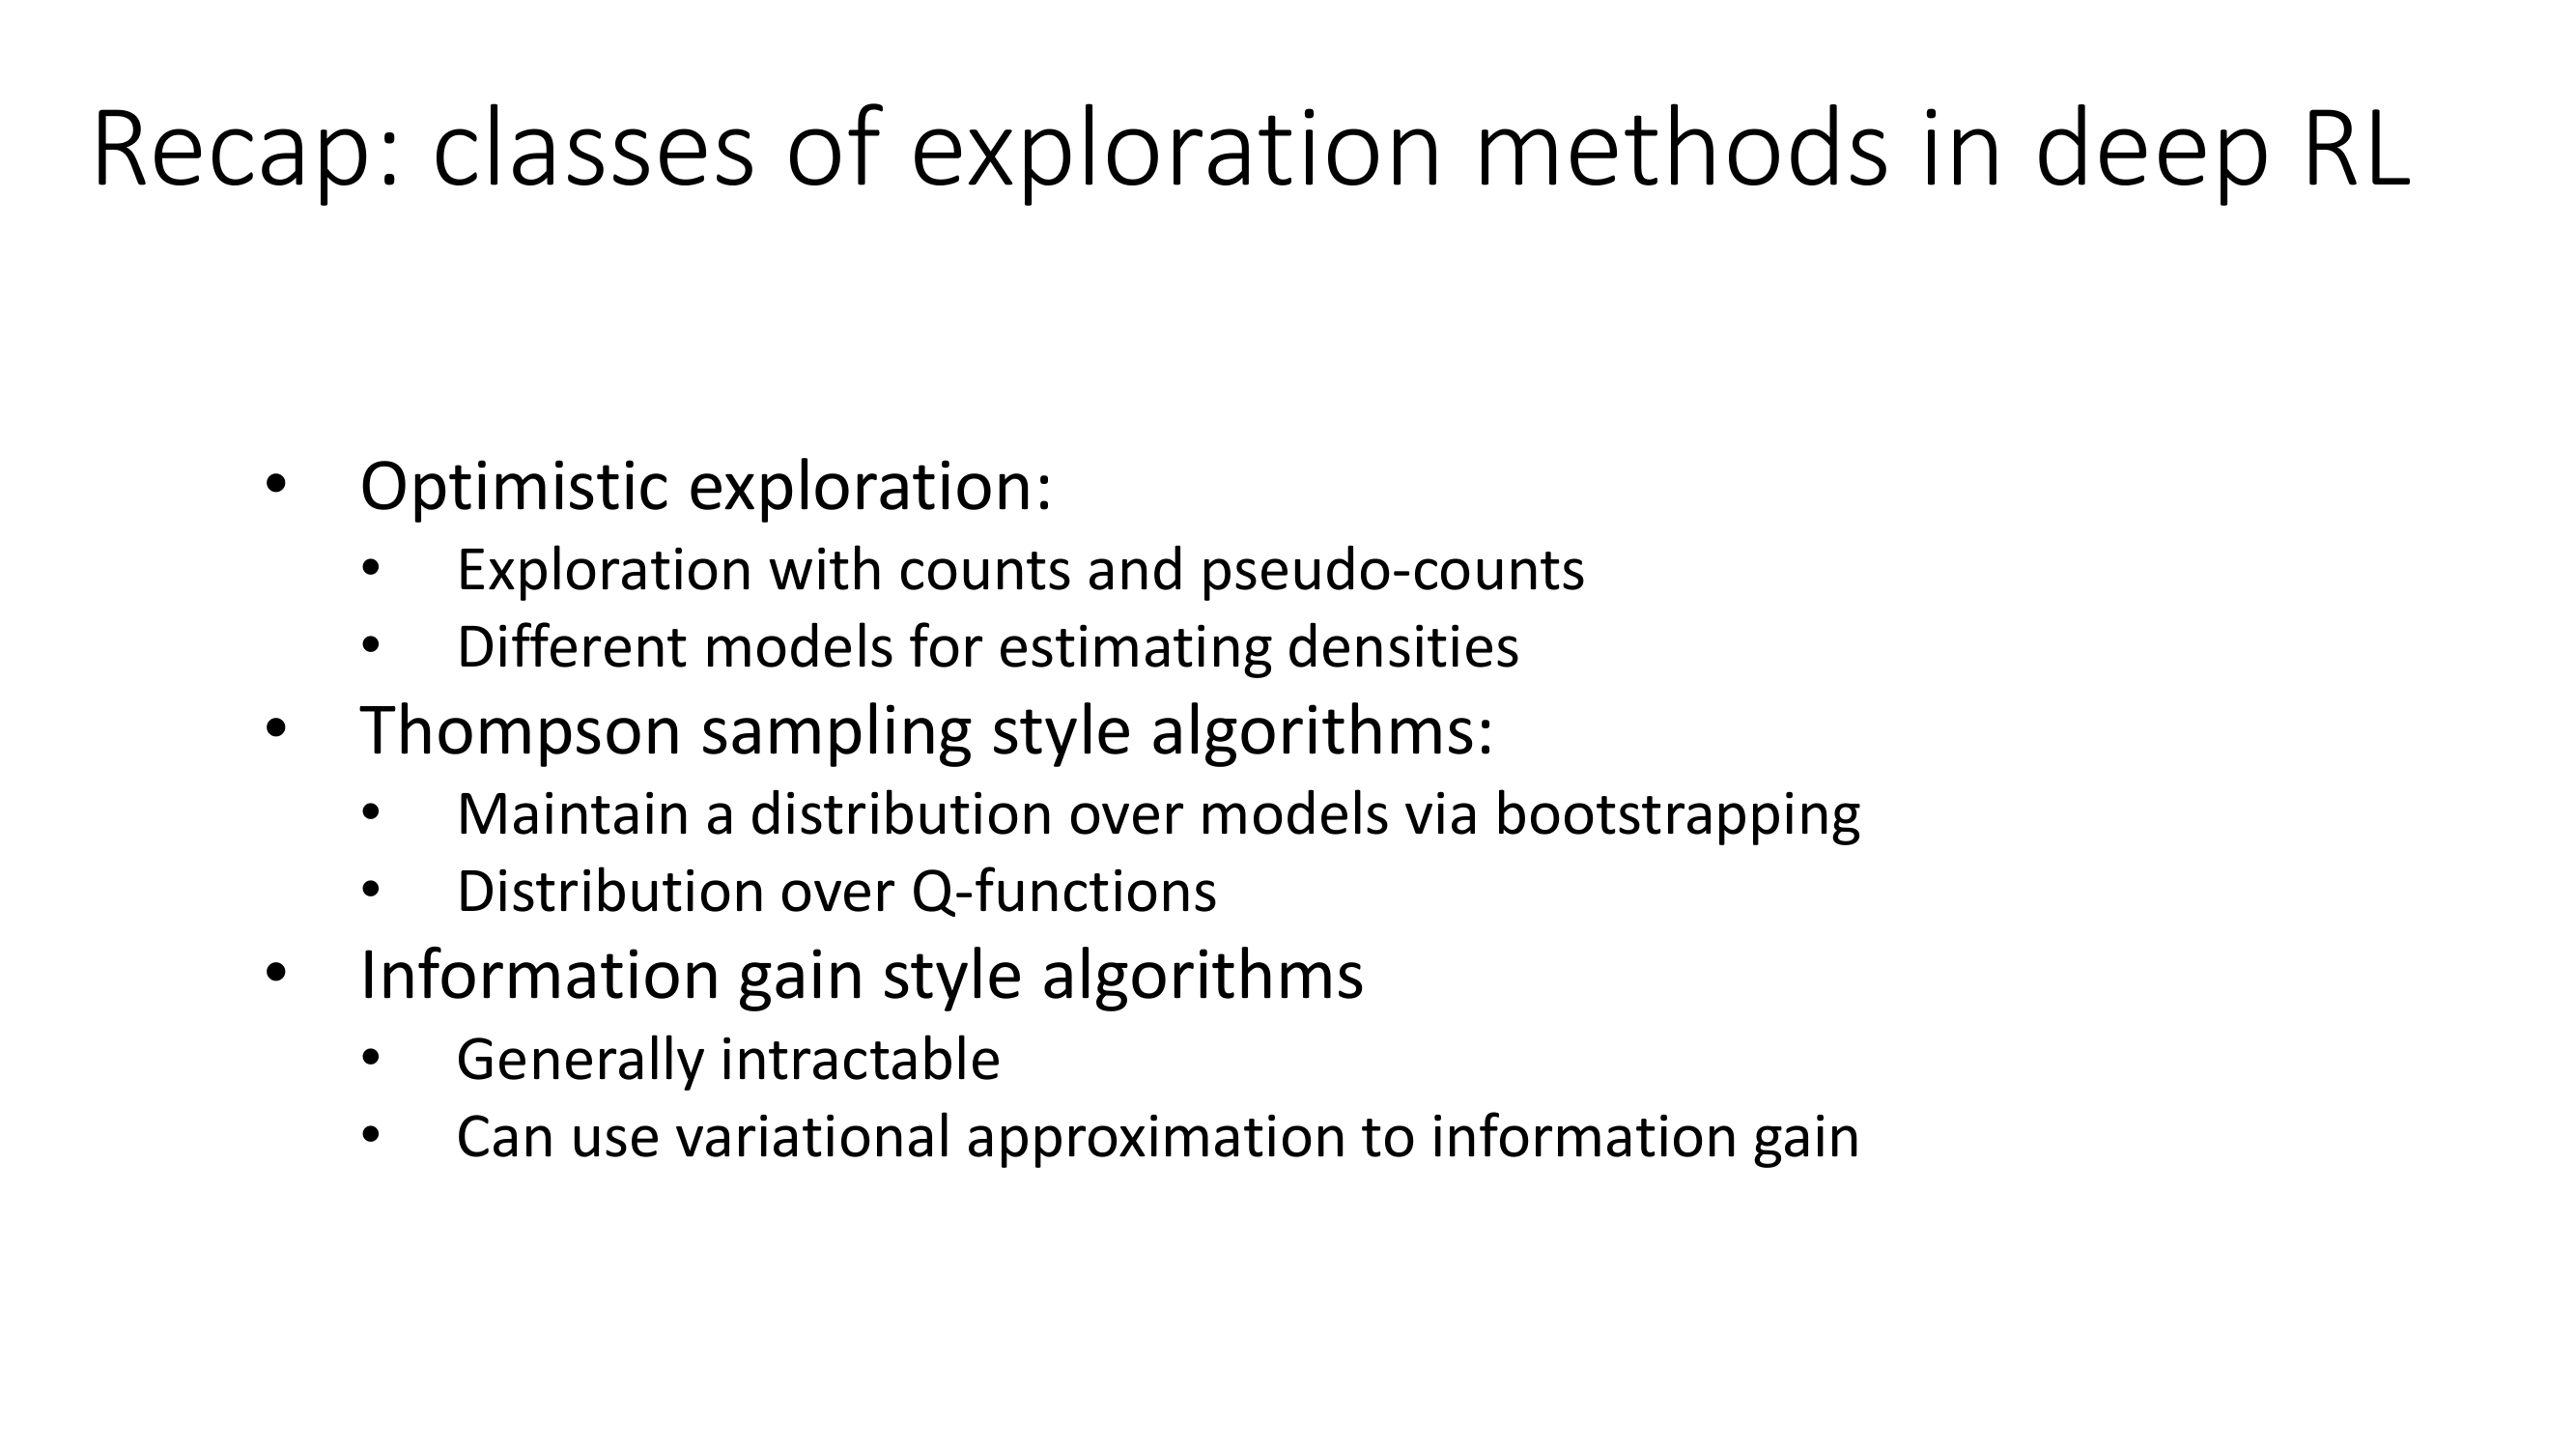 Recap: classes of exploration methods in deep RL
• Optimistic exploration:
• Exploration with counts and pseudo-counts
• Different models for estimating densities
• Thompson sampling style algorithms:
• Maintain a distribution over models via bootstrapping
• Distribution over Q-functions
• Information gain style algorithms
• Generally intractable
• Can use variational approximation to information gain